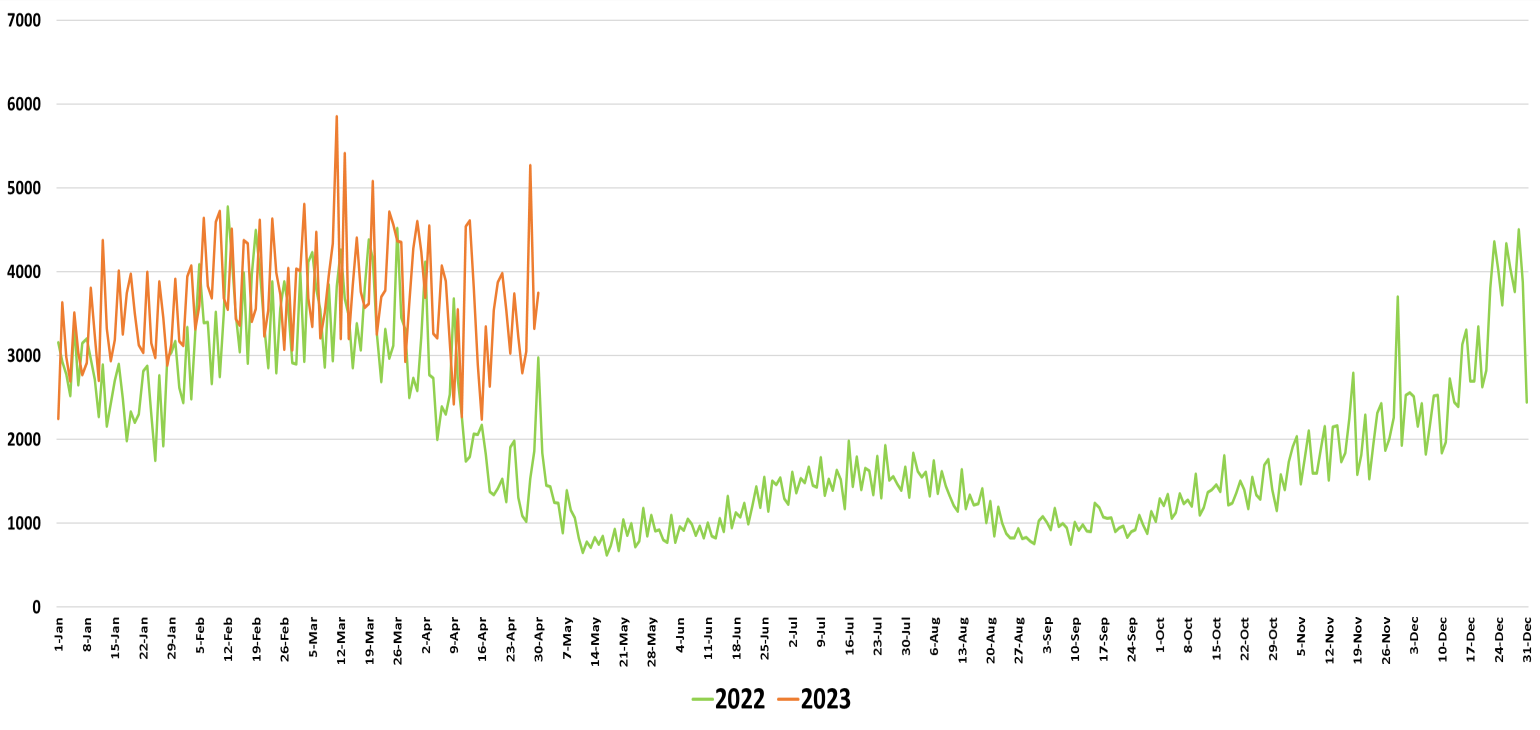 7000
6000
5000
4000
3000
2000
1000
0
1-Jan
8-Jan
15-Jan
22-Jan
29-Jan
5-Feb
12-Feb
19-Feb
26-Feb
5-Mar
12-Mar
19-Mar
26-Mar
2-Apr
9-Apr
16-Apr
23-Apr
30-Apr
7-May
14-May
21-May
28-May
4-Jun
11-Jun
18-Jun
25-Jun
2-Jul
9-Jul
16-Jul
23-Jul
30-Jul
6-Aug
13-Aug
20-Aug
27-Aug
3-Sep
10-Sep
17-Sep
24-Sep
1-Oct
8-Oct
15-Oct
22-Oct
29-Oct
5-Nov
12-Nov
19-Nov
26-Nov
3-Dec
10-Dec
17-Dec
24-Dec
31-Dec
2022 2023